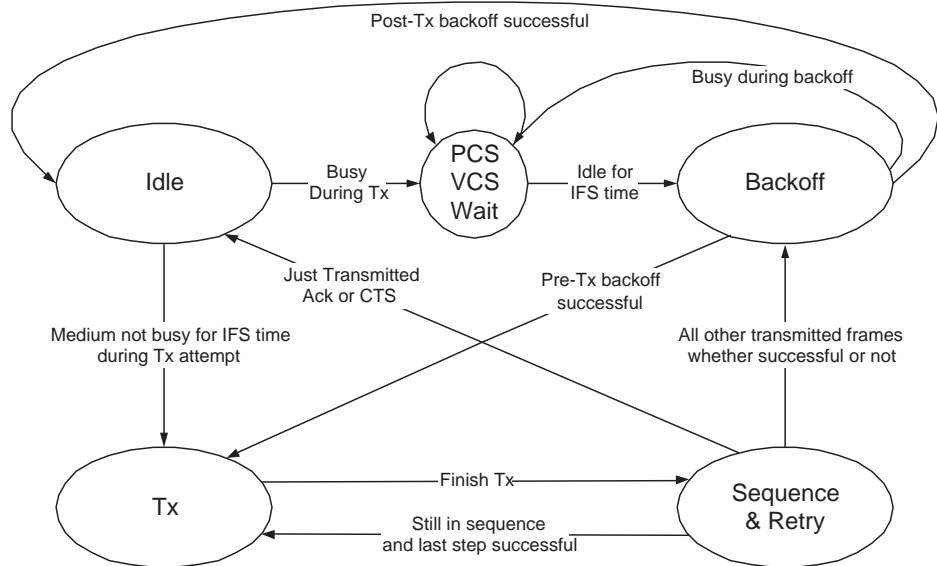 Post-Tx backoff successful
Busy during backoff
Idle
Busy
During Tx
PCS
VCS
Wait
Idle for
IFS time
Backoff
Just Transmitted
Ack or CTS
Pre-Tx backoff
successful
Medium not busy for IFS time
during Tx attempt
All other transmitted frames
whether successful or not
Tx
Finish Tx
Still in sequence
and last step successful
Sequence
& Retry